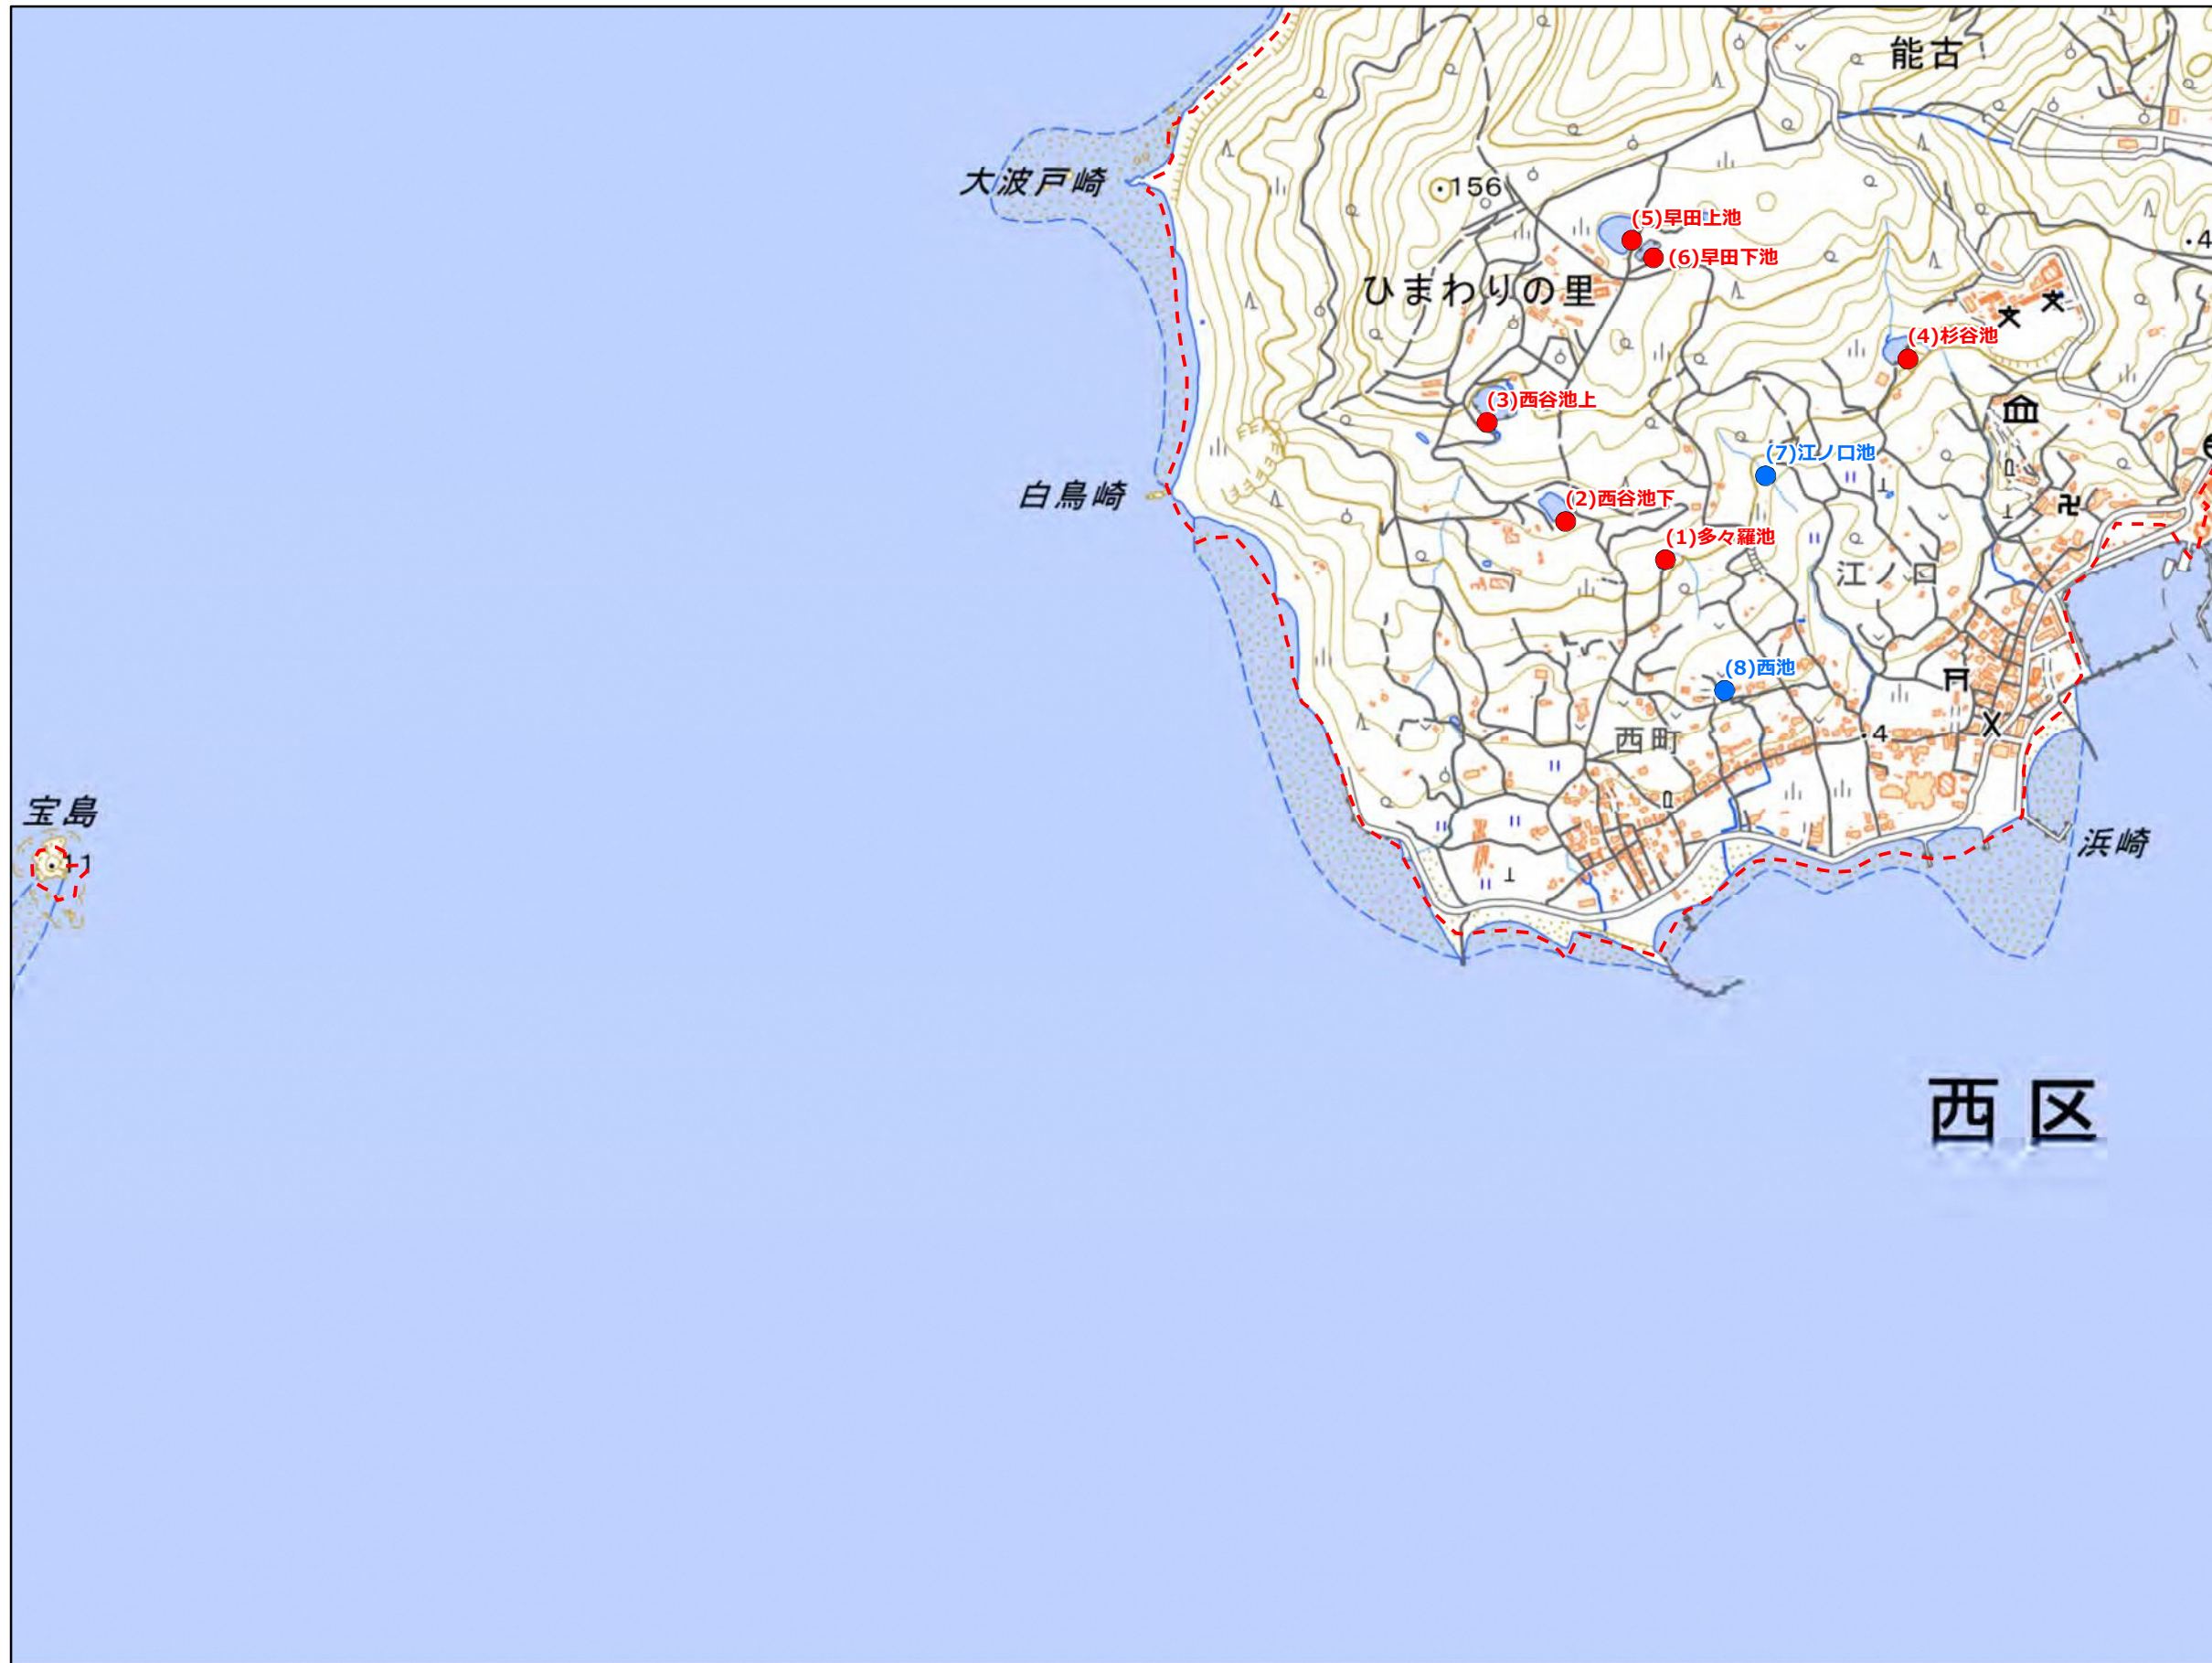 能古
大波戸崎
156
(5)早田上池
(6)早田下池
ひまわりの里
(4)杉谷池
(3)西谷池上
(7)江ノ口池
白鳥崎
(2)西谷池下
(1)多々羅池
江ノ口
(8)西池
西町
4
宝島
11
浜崎
西区